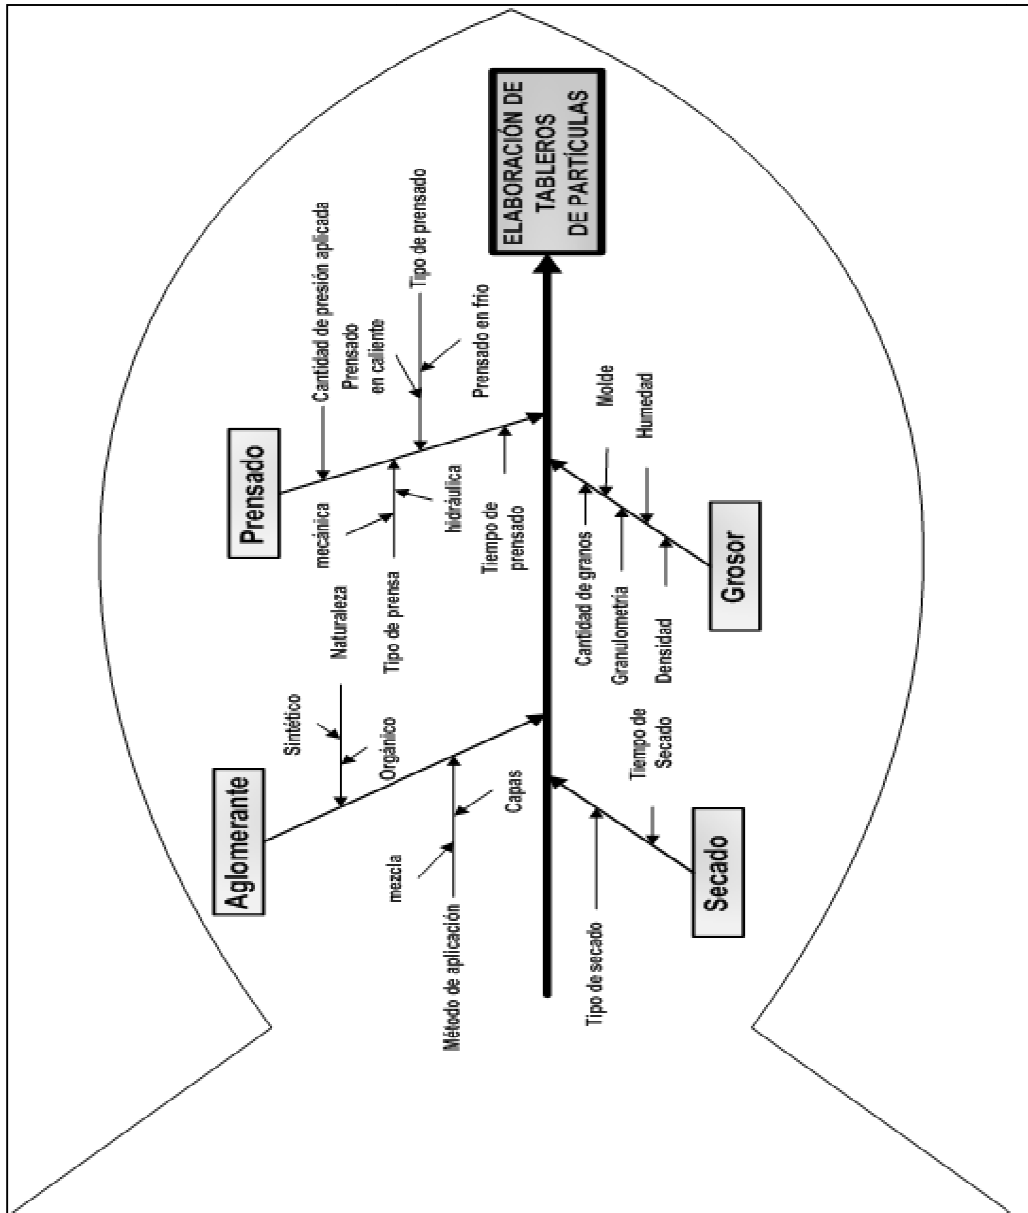 Aglomerante
Prensado
Sintético
Naturaleza
Orgánico
mezcla
Capas
Método de aplicación
mecánica
Cantidad de presión aplicada
Prensado
en caliente
Tipo de prensado
Tipo de prensa
hidráulica
Prensado en frio
Tiempo de
prensado
ELABORACIÓN DE
TABLEROS
DE PARTÍCULAS
Tipo de secado
Tiempo de
Secado
Cantidad de granos
Molde
Granulometría
Humedad
Densidad
Secado
Grosor